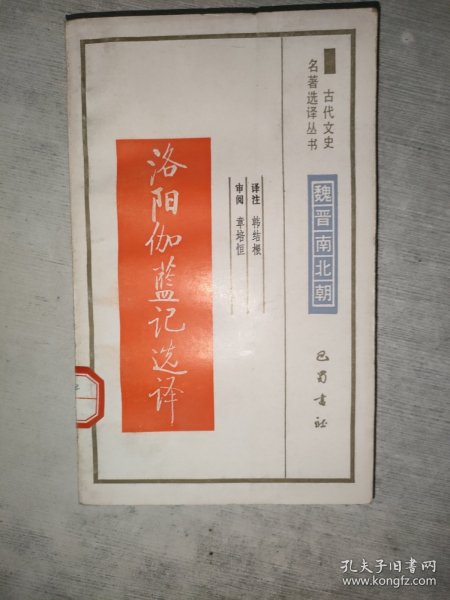 古代文史
名著选译丛书
魏晋南北朝
巴蜀书社
译注 韩结根
审阅 章培恒
洛阳伽蓝记选译
孔夫子旧书网
www.kongfz.com